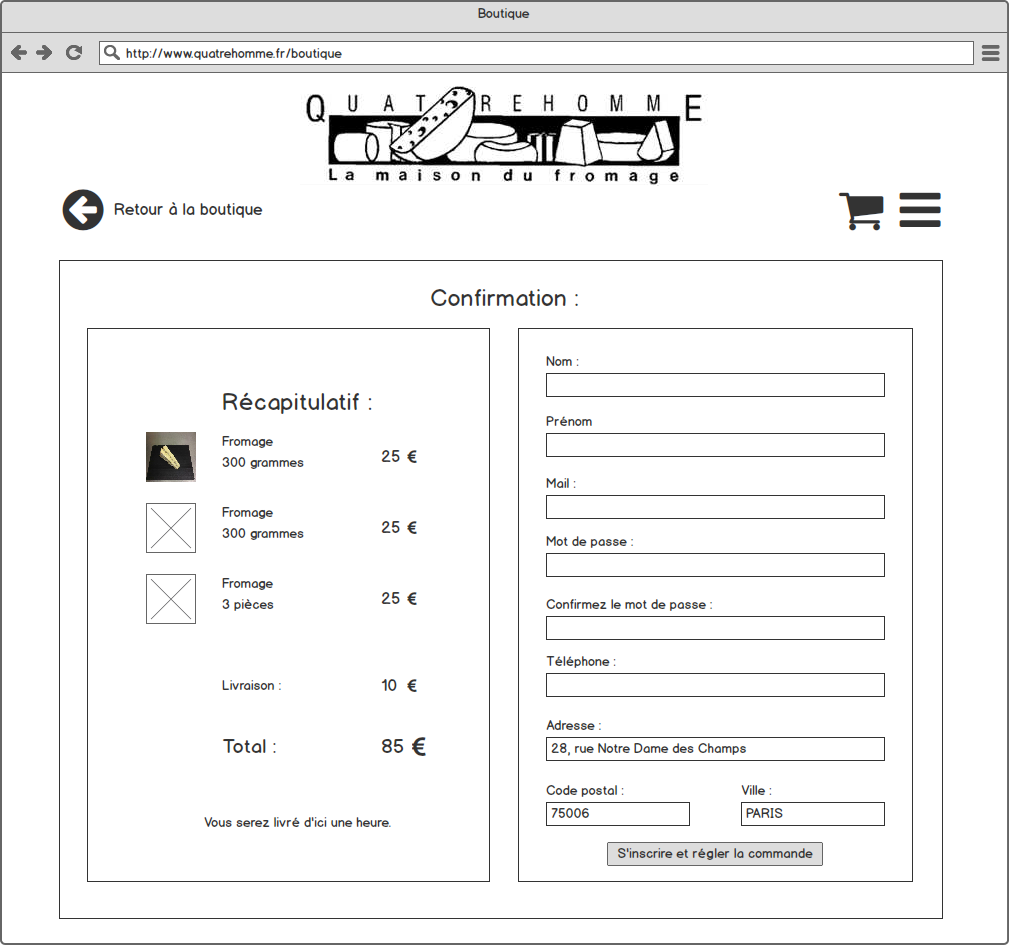 Boutique
http://www.quatrehomme.fr/boutique
QUATREHOMME
La maison du fromage
Retour à la boutique
Confirmation :
Récapitulatif :
Fromage
300 grammes
25 €
Fromage
300 grammes
25 €
Fromage
3 pièces
25 €
Livraison :
10 €
Total :
85 €
Vous serez livré d'ici une heure.
Nom :
Prénom
Mail :
Mot de passe :
Confirmez le mot de passe :
Téléphone :
Adresse :
28, rue Notre Dame des Champs
Code postal :
Ville :
75006
PARIS
S'inscrire et régler la commande